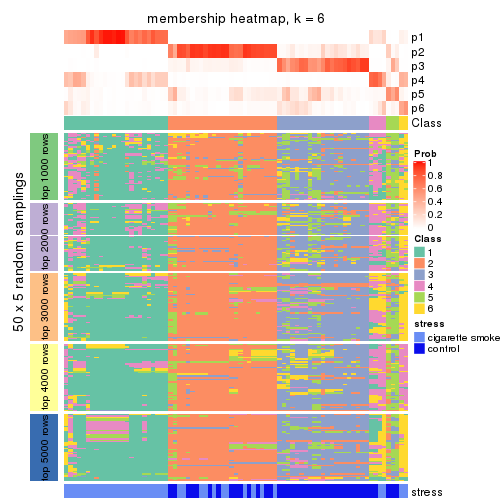 membership heatmap, k = 6
p1
p2
p3
p4
p5
p6
Class
50 x 5 random samplings
top 1000 rows
top 2000 rows
top 3000 rows
top 4000 rows
top 5000 rows
stress
Prob
1
0.8
0.6
0.4
0.2
0
Class
1
2
3
4
5
6
stress
cigarette smoke
control